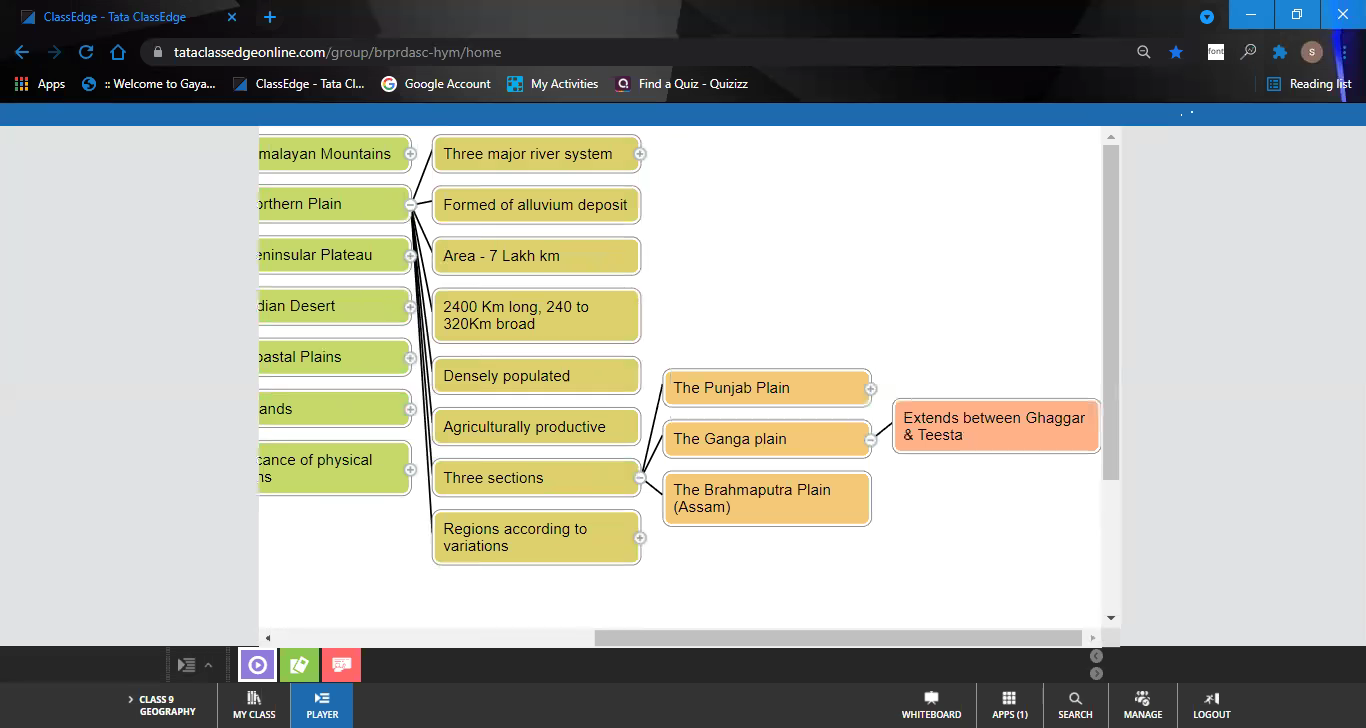 ClassEdge - Tata ClassEdge
tataclassedgeonline.com/group/brprdasc-hym/home
font
S
Apps
:: Welcome to Gaya...
ClassEdge - Tata Cl...
Google Account
My Activities
Find a Quiz - Quizizz
Reading list
malayan Mountains
orthern Plain
eninsular Plateau
dian Desert
oastal Plains
ands
cance of physical
ns
Three major river system
Formed of alluvium deposit
Area - 7 Lakh km
2400 Km long, 240 to
320Km broad
Densely populated
Agriculturally productive
Three sections
Regions according to
variations
The Punjab Plain
The Ganga plain
The Brahmaputra Plain
(Assam)
Extends between Ghaggar
& Teesta
CLASS 9
GEOGRAPHY
MY CLASS
PLAYER
WHITEBOARD
APPS (1)
SEARCH
MANAGE
LOGOUT